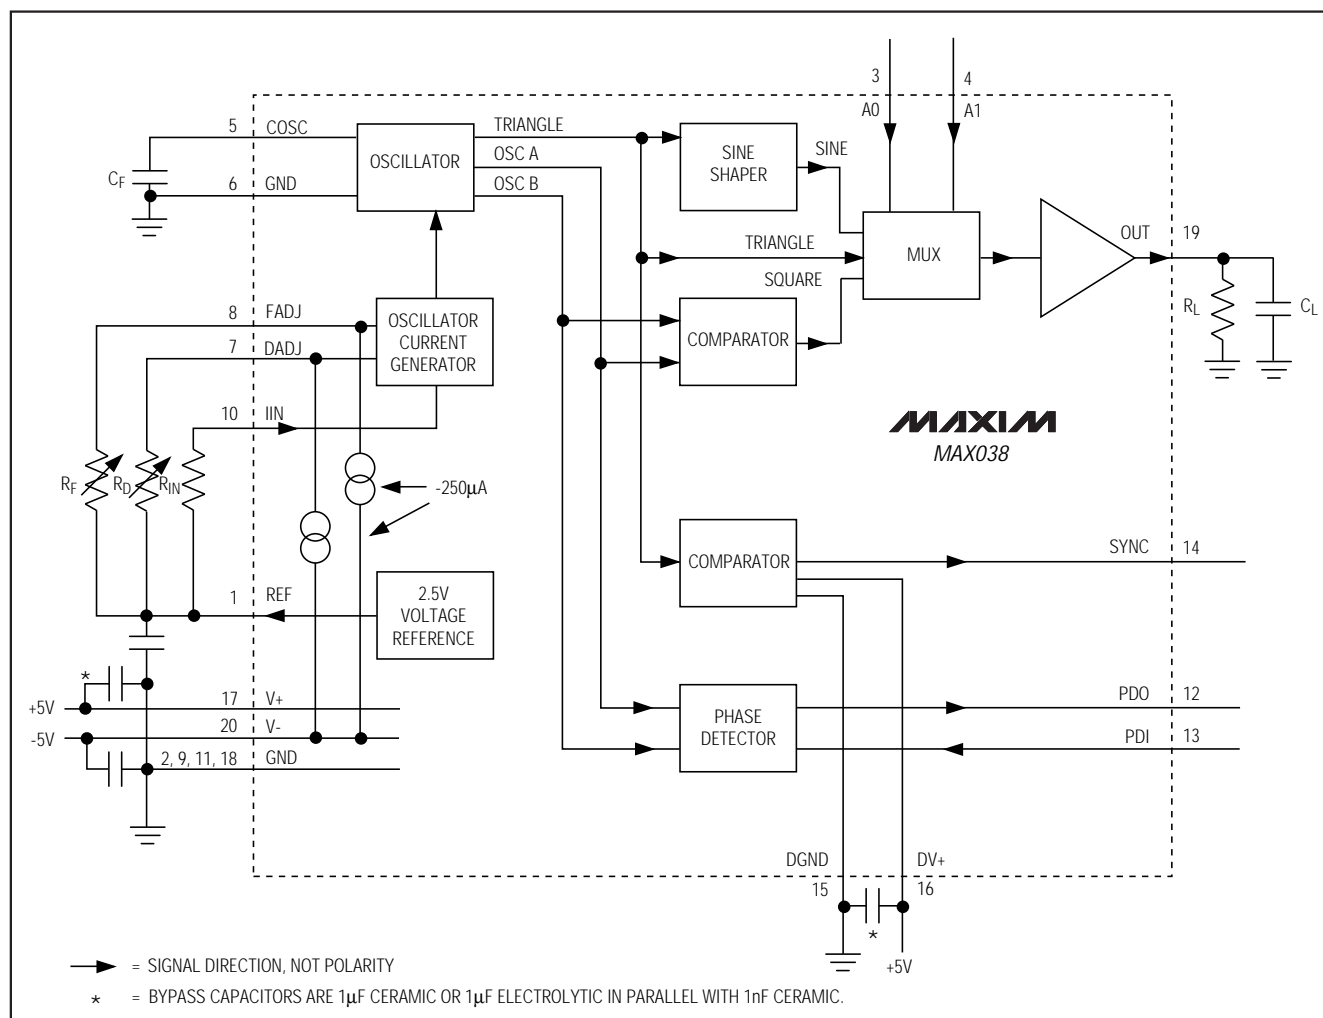 3
4
A0
A1
5
COSC
TRIANGLE
OSCILLATOR
OSC A
SINE
SHAPER
SINE
CF
6
GND
OSC B
MUX
OUT
19
TRIANGLE
SQUARE
RL
CL
8
FADJ
OSCILLATOR
CURRENT
GENERATOR
7
DADJ
COMPARATOR
10
IIN
MAXIM
MAX038
RF
RD
RIN
-250µA
COMPARATOR
SYNC
14
1
REF
2.5V
VOLTAGE
REFERENCE
*
+5V
17
V+
-5V
20
V-
2, 9, 11, 18
GND
PHASE
DETECTOR
PDO
12
PDI
13
DGND
DV+
15
16
*
+5V
= SIGNAL DIRECTION, NOT POLARITY
* = BYPASS CAPACITORS ARE 1µF CERAMIC OR 1µF ELECTROLYTIC IN PARALLEL WITH 1nF CERAMIC.